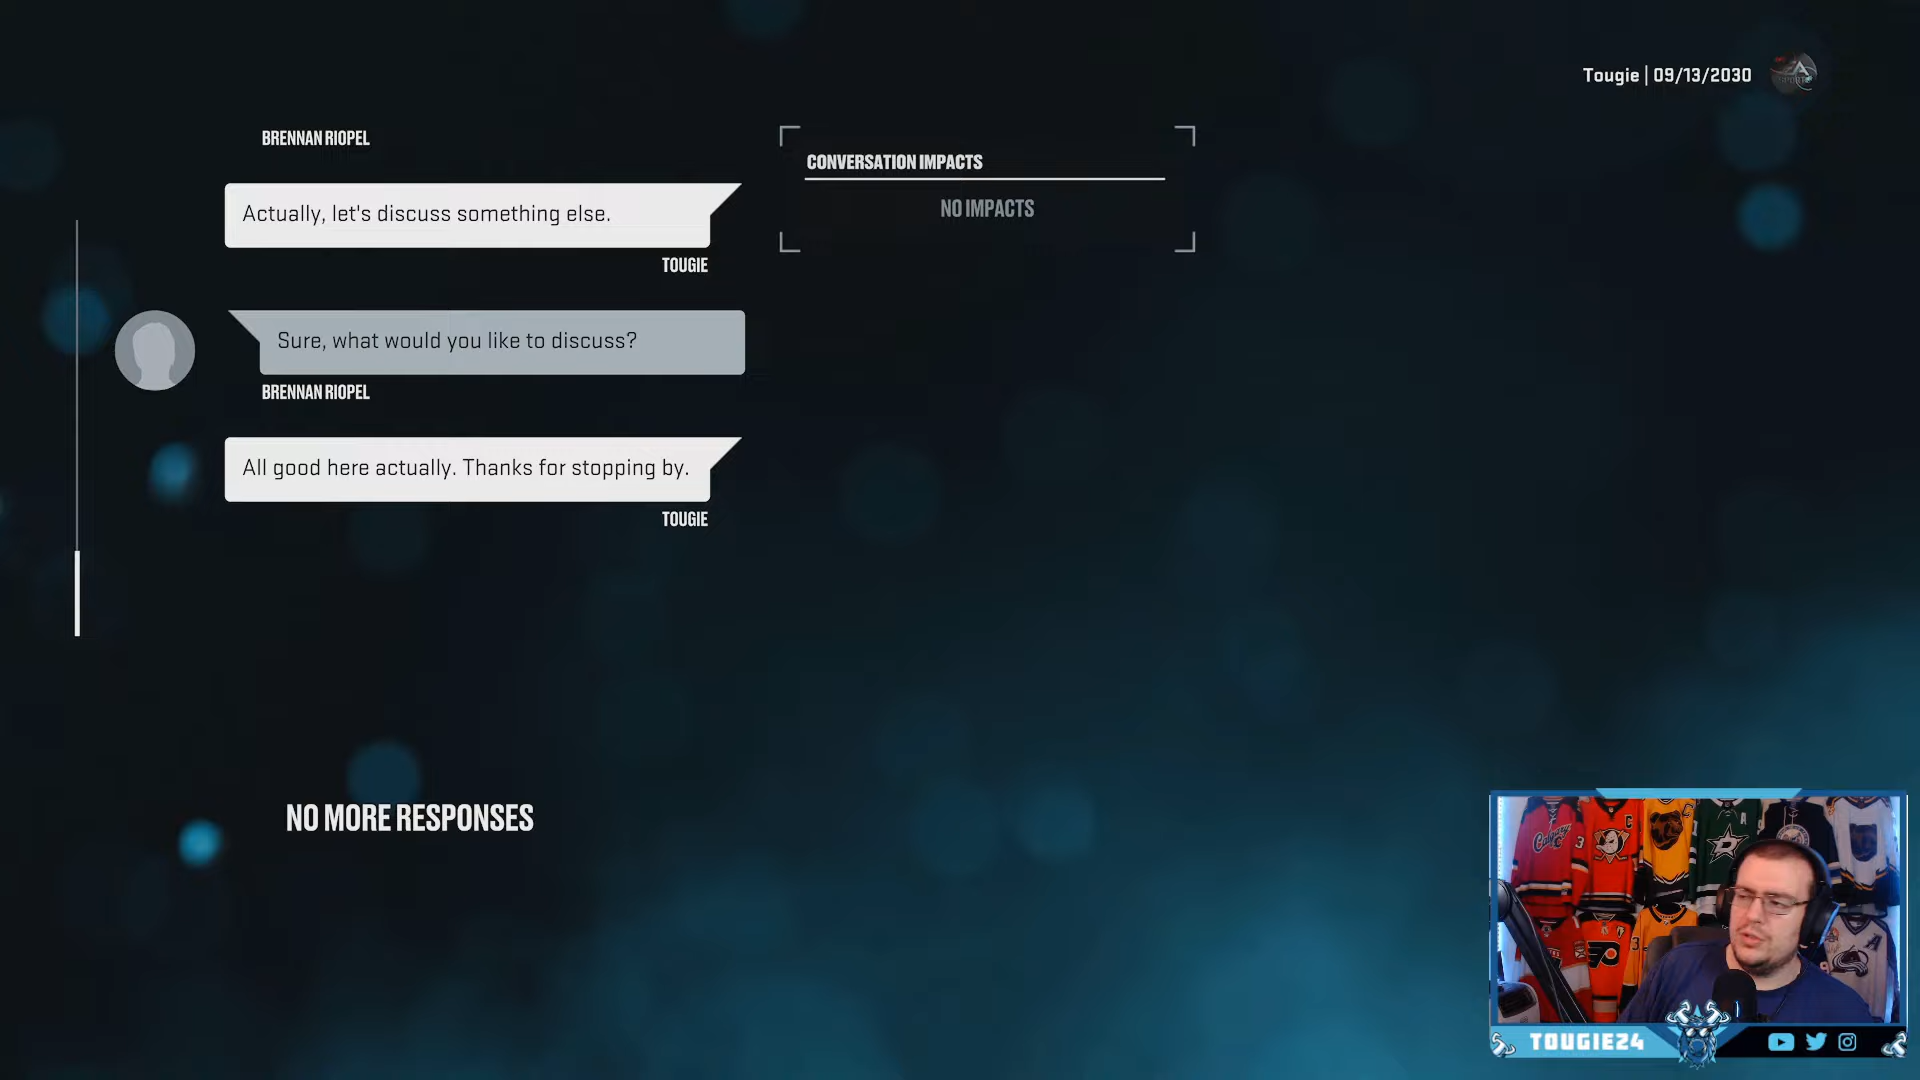 Tougie | 09/13/2030
BRENNAN RIOPEL
Actually, let's discuss something else.
TOUGIE
Sure, what would you like to discuss?
BRENNAN RIOPEL
All good here actually. Thanks for stopping by.
TOUGIE
NO MORE RESPONSES
CONVERSATION IMPACTS
NO IMPACTS
Calgary
TOUGIE24